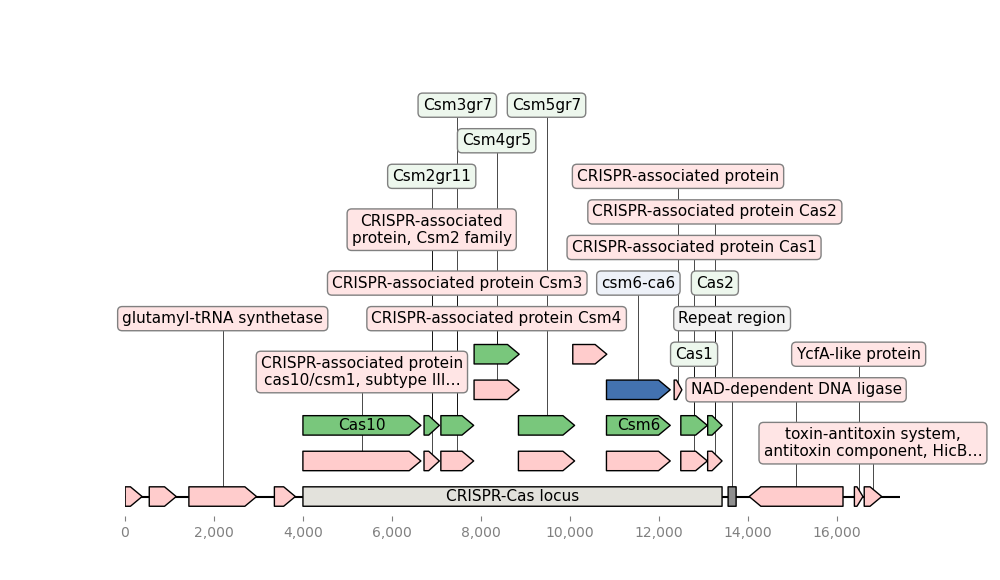 Csm3gr7
Csm5gr7
Csm4gr5
Csm2gr11
CRISPR-associated protein
CRISPR-associated
protein, Csm2 family
CRISPR-associated protein Cas2
CRISPR-associated protein Cas1
CRISPR-associated protein Csm3
csm6-ca6
Cas2
glutamyl-tRNA synthetase
CRISPR-associated protein Csm4
Repeat region
CRISPR-associated protein
cas10/csm1, subtype III...
Cas1
YcfA-like protein
NAD-dependent DNA ligase
Cas10
Csm6
toxin-antitoxin system,
antitoxin component, HicB...
CRISPR-Cas locus
0
2,000
4,000
6,000
8,000
10,000
12,000
14,000
16,000